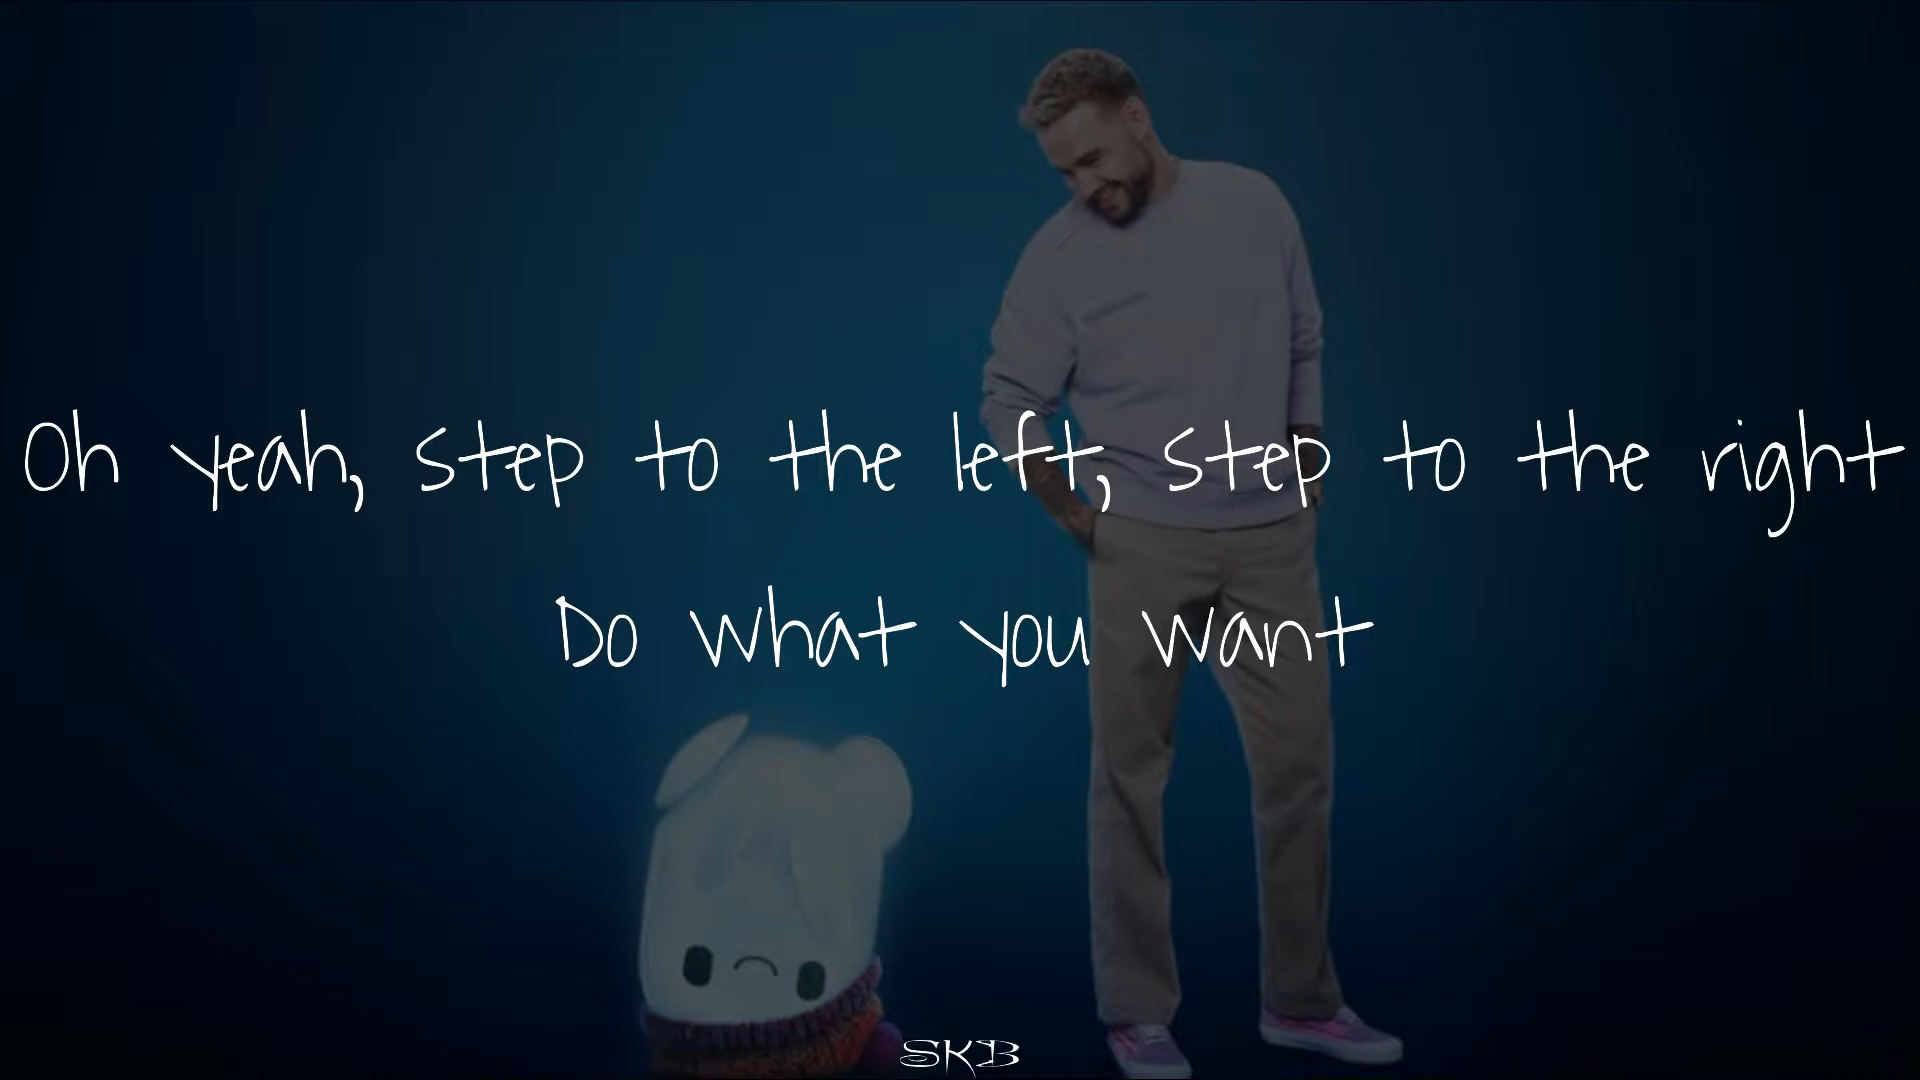 Oh yeah, step to the left, step to the right
Do what you want
SKB